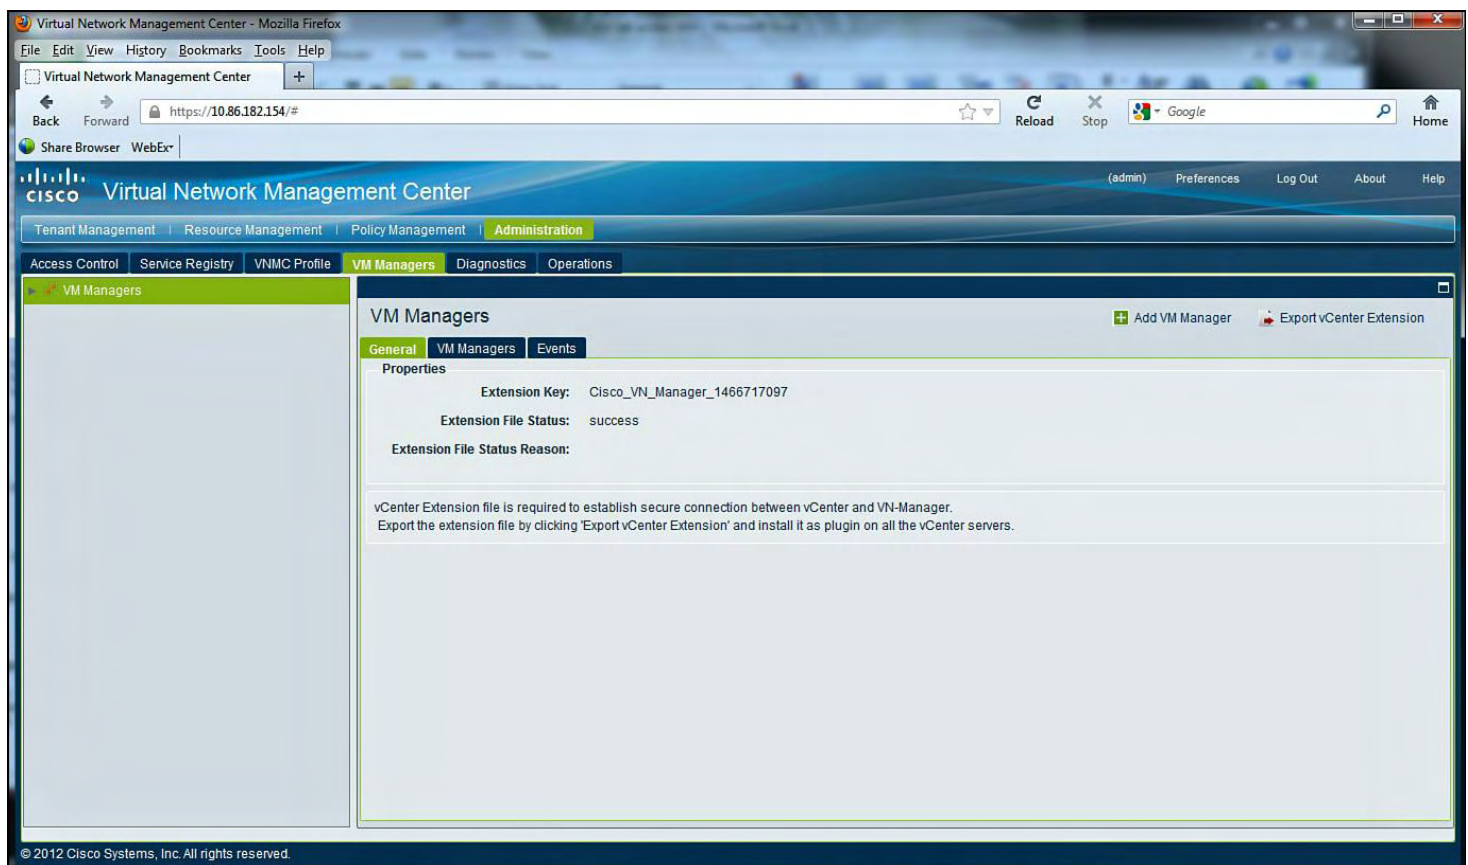 Virtual Network Management Center - Mozilla Firefox
File Edit View History Bookmarks Tools Help
Virtual Network Management Center +
Back Forward https://10.86.182.154/# Reload Stop Google Home
Share Browser WebEx
CISCO Virtual Network Management Center (admin) Preferences Log Out About Help
Tenant Management | Resource Management | Policy Management | Administration
Access Control Service Registry VNMC Profile VM Managers Diagnostics Operations
VM Managers
VM Managers Add VM Manager Export vCenter Extension
General VM Managers Events
Properties
Extension Key: Cisco_VN_Manager_1466717097
Extension File Status: success
Extension File Status Reason:
vCenter Extension file is required to establish secure connection between vCenter and VN-Manager.
Export the extension file by clicking 'Export vCenter Extension' and install it as plugin on all the vCenter servers.
© 2012 Cisco Systems, Inc. All rights reserved.